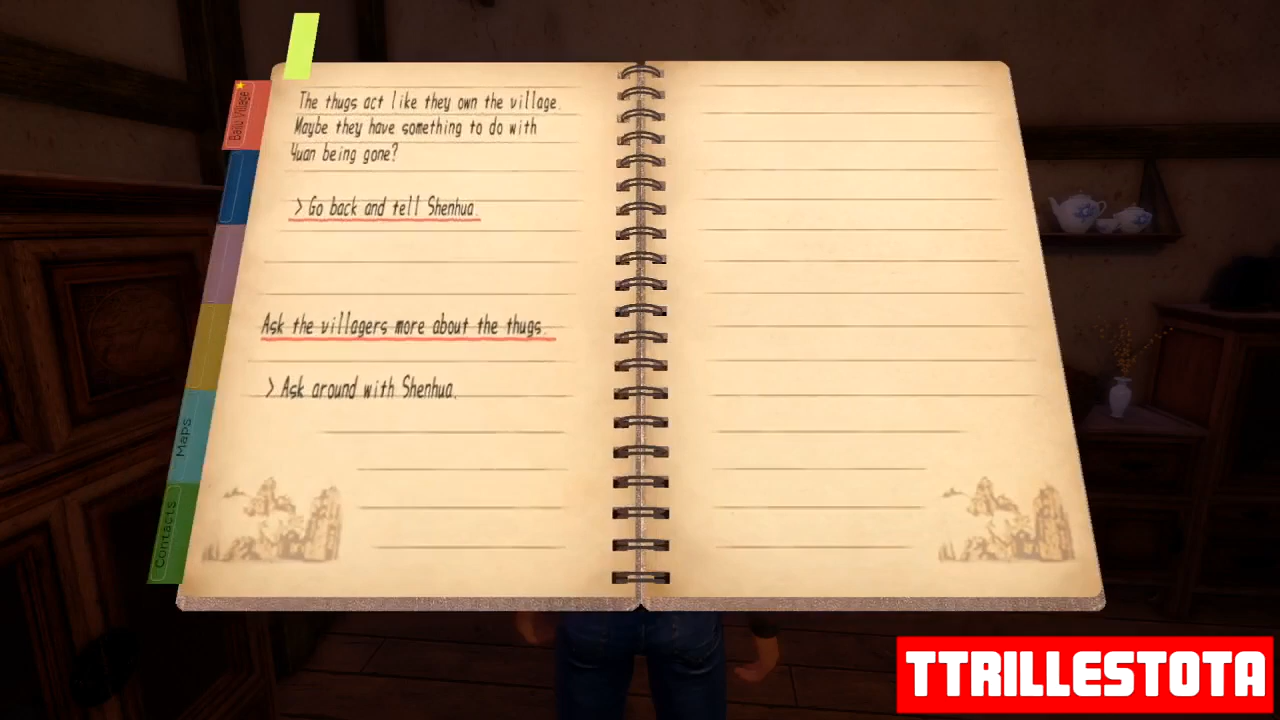 The thugs act like they own the village.
Maybe they have something to do with
Yuan being gone?
> Go back and tell Shenhua.
Ask the villagers more about the thugs.
> Ask around with Shenhua.
Bailu Village
Maps
Contacts
TTRILLESTOTA